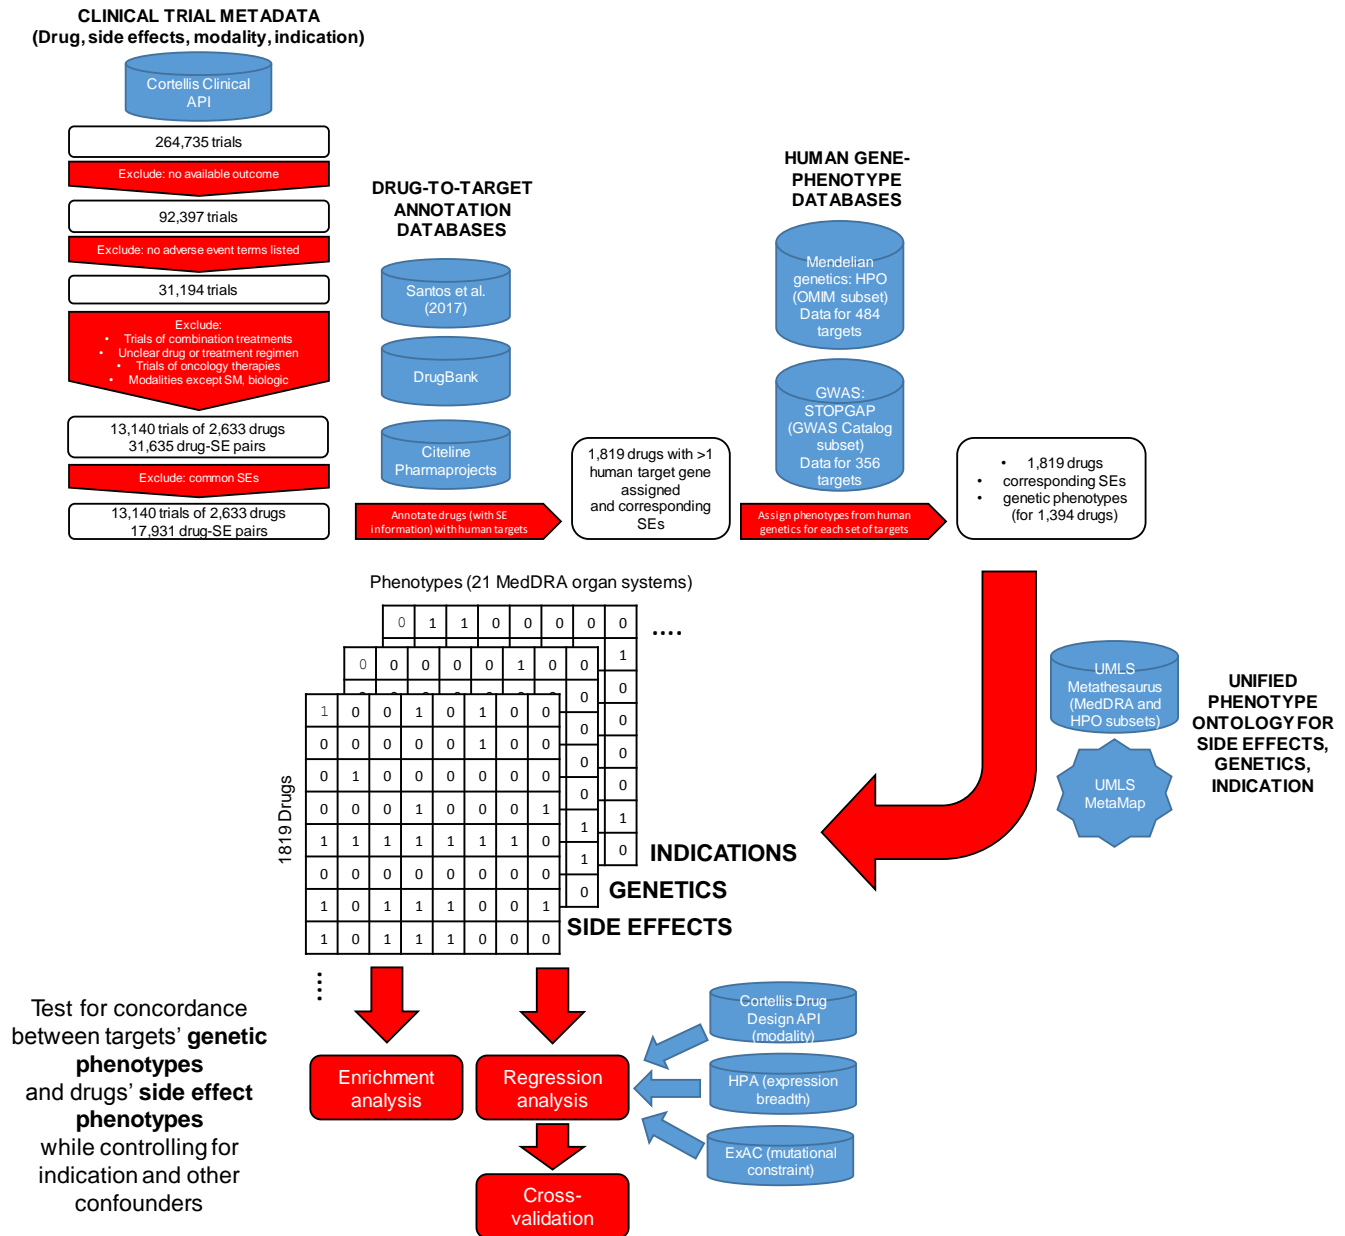 CLINICAL TRIAL METADATA
(Drug, side effects, modality, indication)
Cortellis Clinical
API
264,735 trials
Exclude: no available outcome
92,397 trials
Exclude: no adverse event terms listed
31,194 trials
Exclude:
• Trials of combination treatments
• Unclear drug or treatment regimen
• Trials of oncology therapies
• Modalities except SM, biologic
13,140 trials of 2,633 drugs
31,635 drug-SE pairs
Exclude: common SEs
13,140 trials of 2,633 drugs
17,931 drug-SE pairs
DRUG-TO-TARGET
ANNOTATION
DATABASES
Santos et al.
(2017)
DrugBank
Citeline
Pharmaprojects
Annotate drugs (with SE
information) with human targets
1,819 drugs with >1
human target gene
assigned
and corresponding
SEs
HUMAN GENE-
PHENOTYPE
DATABASES
Mendelian
genetics: HPO
(OMIM subset)
Data for 484
targets
GWAS:
STOPGAP
(GWAS Catalog
subset)
Data for 356
targets
Assign phenotypes from human
genetics for each set of targets
• 1,819 drugs
• corresponding SEs
• genetic phenotypes
(for 1,394 drugs)
UMLS
Metathesaurus
(MedDRA and
HPO subsets)
UMLS
MetaMap
UNIFIED
PHENOTYPE
ONTOLOGY FOR
SIDE EFFECTS,
GENETICS,
INDICATION
Phenotypes (21 MedDRA organ systems)
0 1 1 0 0 0 0 0 ....
1
0
0
0
0
1
0
0 0 0 0 0 1 0 0
0
0
0
0
1
1
0
1819 Drugs
1 0 0 1 0 1 0 0
0 0 0 0 0 1 0 0
0 1 0 0 0 0 0 0
0 0 0 1 0 0 0 1
1 1 1 1 1 1 1 0
0 0 0 0 0 0 0 0
1 0 1 1 1 0 0 1
1 0 1 1 1 0 0 0
....
INDICATIONS
GENETICS
SIDE EFFECTS
Test for concordance
between targets’ genetic
phenotypes
and drugs’ side effect
phenotypes
while controlling for
indication and other
confounders
Enrichment
analysis
Regression
analysis
Cross-
validation
Cortellis Drug
Design API
(modality)
HPA (expression
breadth)
ExAC (mutational
constraint)